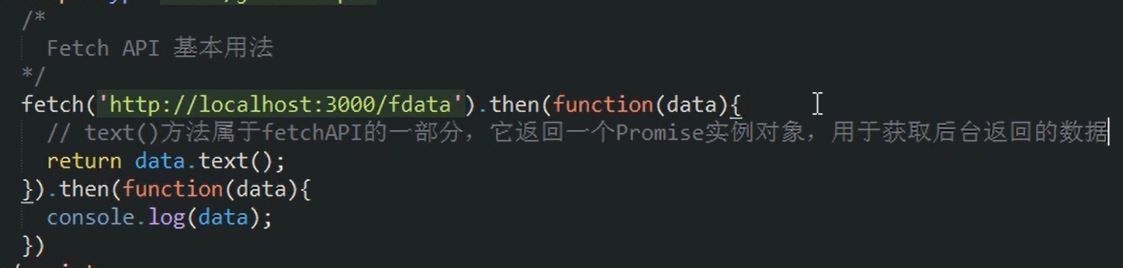 /*
Fetch API 基本用法
*/
fetch('http://localhost:3000/fdata').then(function(data){
// text()方法属于fetchAPI的一部分，它返回一个Promise实例对象，用于获取后台返回的数据
return data.text();
}).then(function(data){
console.log(data);
})